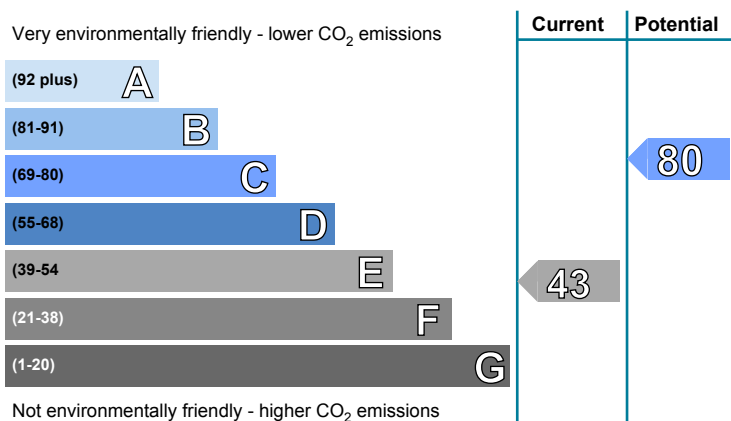 Very environmentally friendly - lower CO₂ emissions
Current
Potential
(92 plus) A
(81-91) B
(69-80) C
80
(55-68) D
(39-54 E
43
(21-38) F
(1-20) G
Not environmentally friendly - higher CO₂ emissions